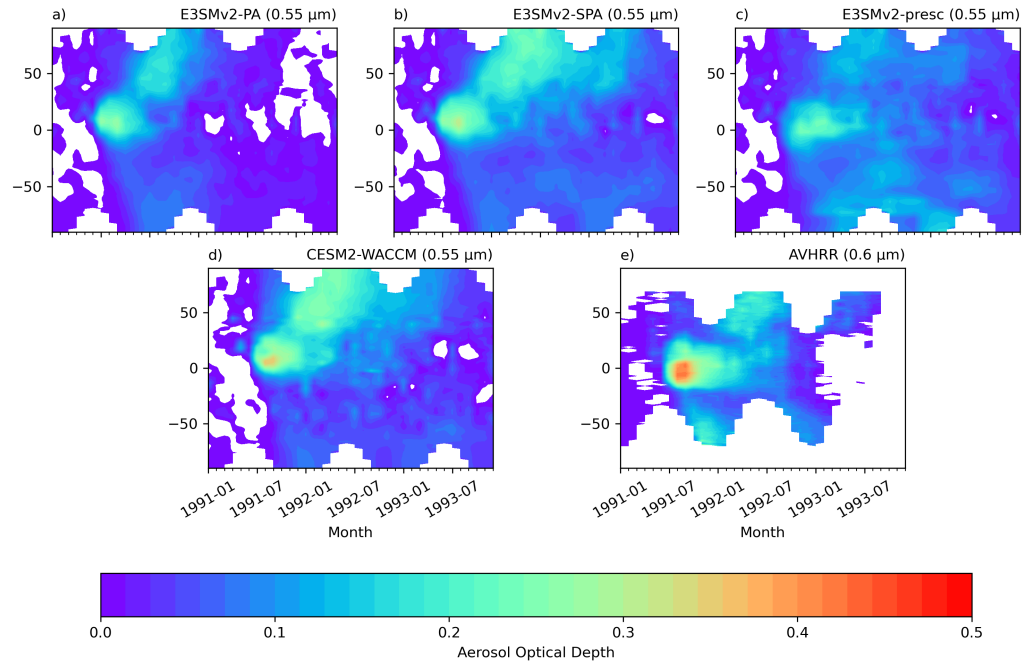 a) E3SMv2-PA (0.55 µm)
b) E3SMv2-SPA (0.55 µm)
c) E3SMv2-presc (0.55 µm)
50
0
−50
50
0
−50
50
0
−50
d) CESM2-WACCM (0.55 µm)
e) AVHRR (0.6 µm)
50
0
−50
50
0
−50
1991-01 1991-07 1992-01 1992-07 1993-01 1993-07
1991-01 1991-07 1992-01 1992-07 1993-01 1993-07
Month
Month
0.0 0.1 0.2 0.3 0.4 0.5
Aerosol Optical Depth